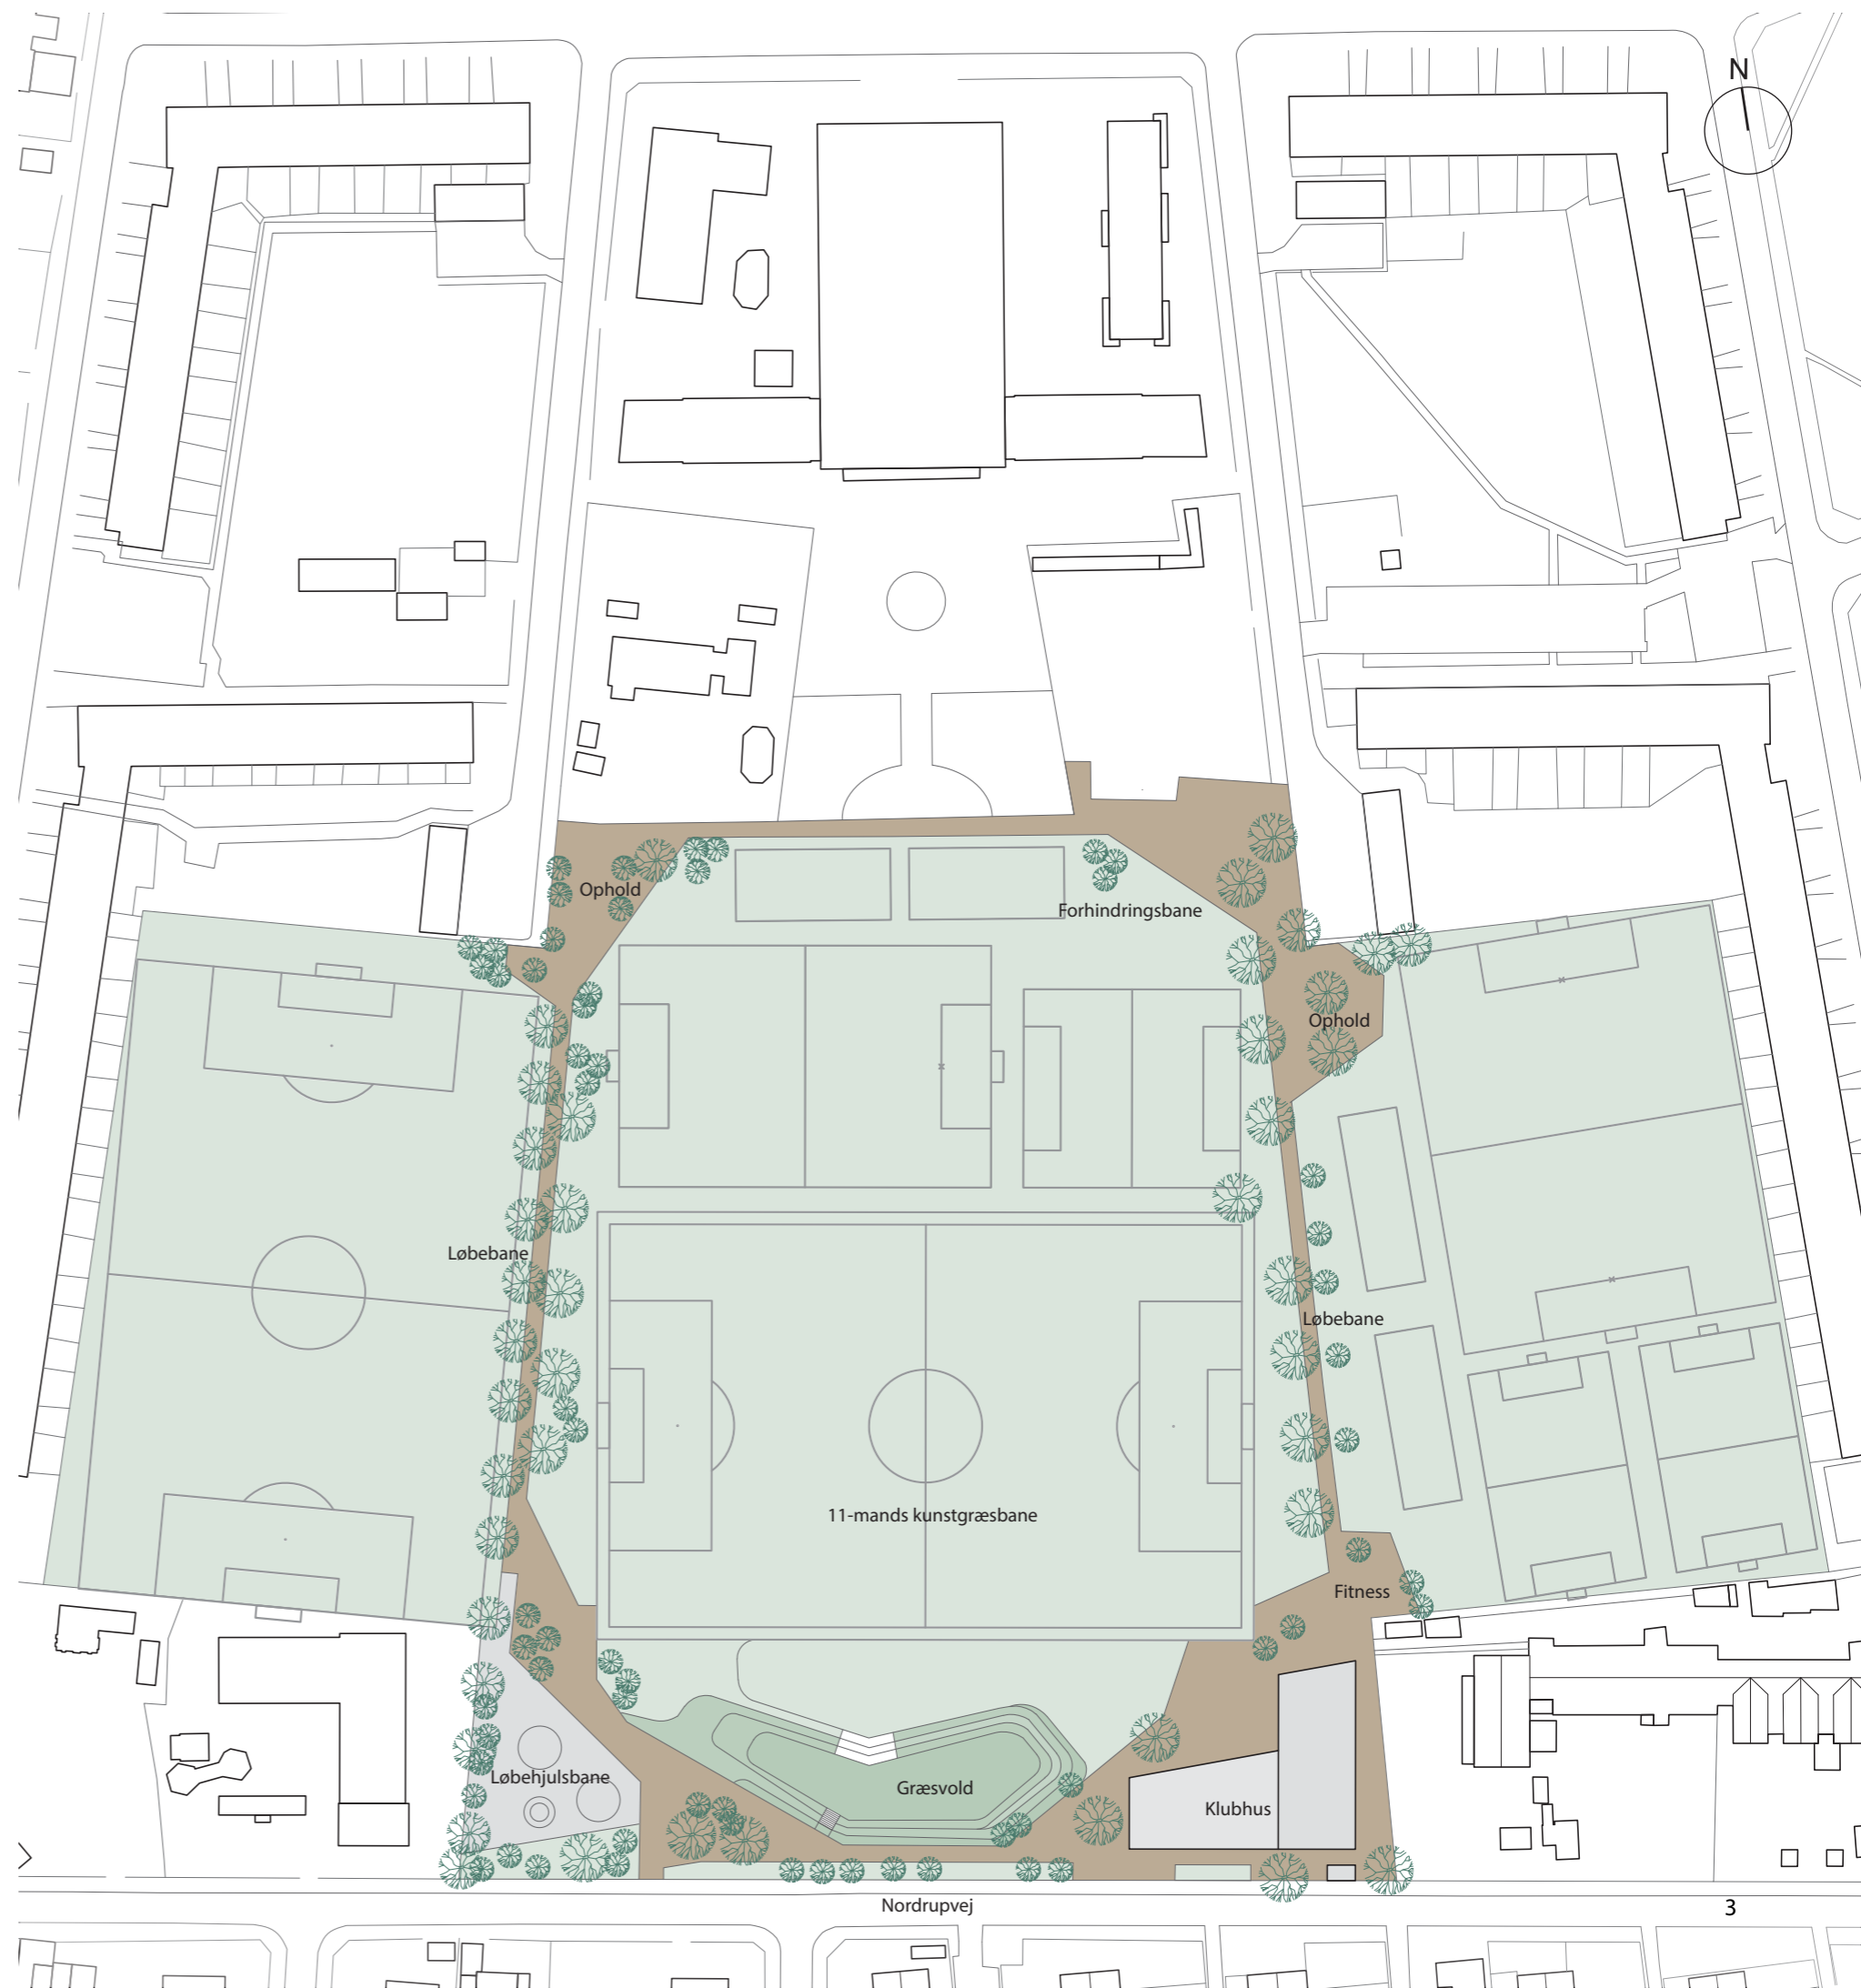 N
Ophold
Forhindringsbane
Ophold
Løbebane
Løbebane
11-mands kunstgræsbane
Fitness
Løbehjulsbane
Græsvold
Klubhus
Nordrupvej
3